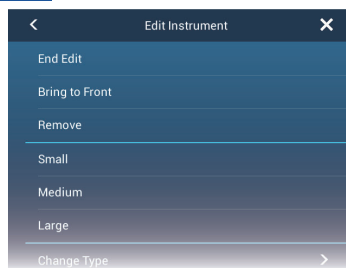 Edit Instrument
End Edit
Bring to Front
Remove
Small
Medium
Large
Change Type